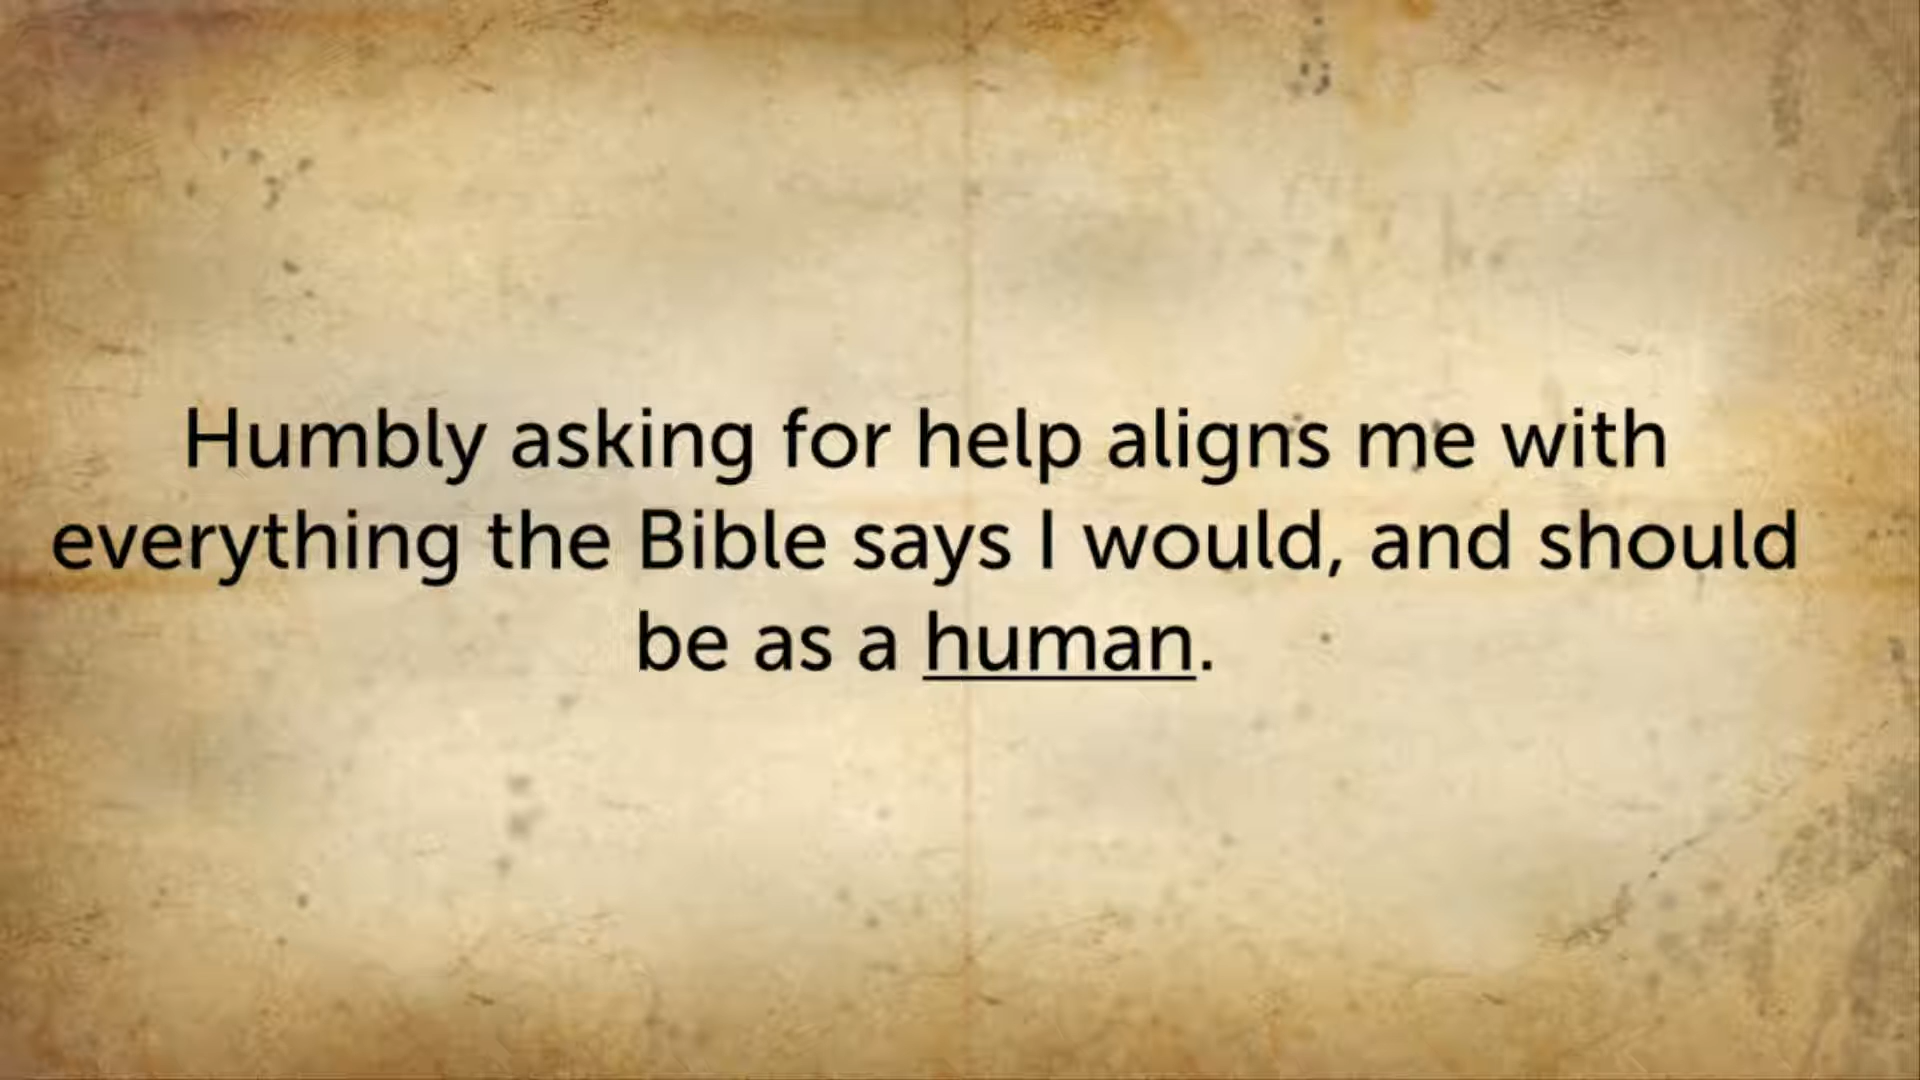 Humbly asking for help aligns me with
everything the Bible says I would, and should
be as a human.